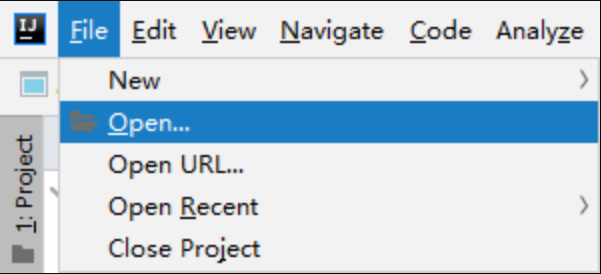 IJ File Edit View Navigate Code Analyze
New
Open...
Open URL...
Open Recent
Close Project
1: Project